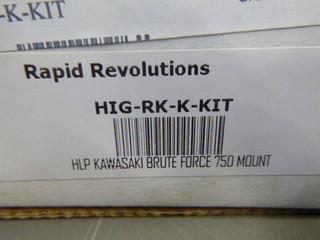 -K-KIT
Rapid Revolutions
HIG-RK-K-KIT
HLP KAWASAKI BRUTE FORCE 750 MOUNT